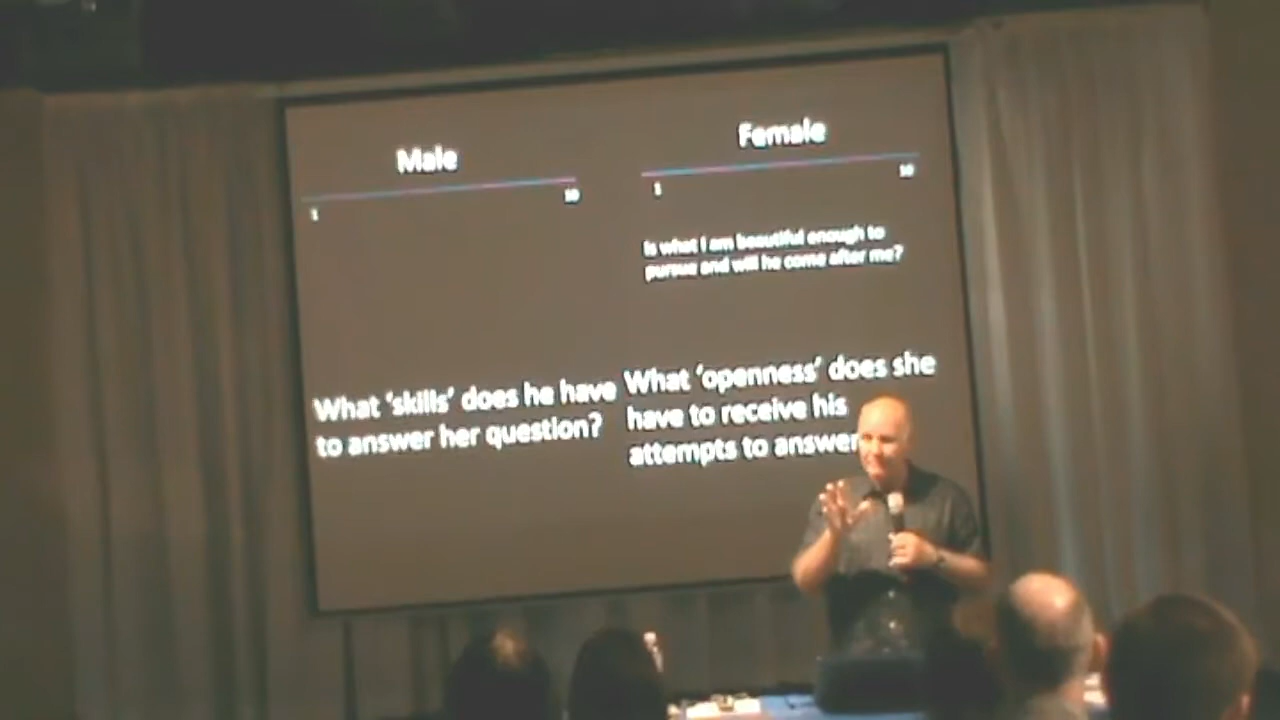 Male
1 10
What ‘skills’ does he have
to answer her question?
Female
1 10
Is what I am beautiful enough to
pursue and will he come after me?
What ‘openness’ does she
have to receive his
attempts to answer